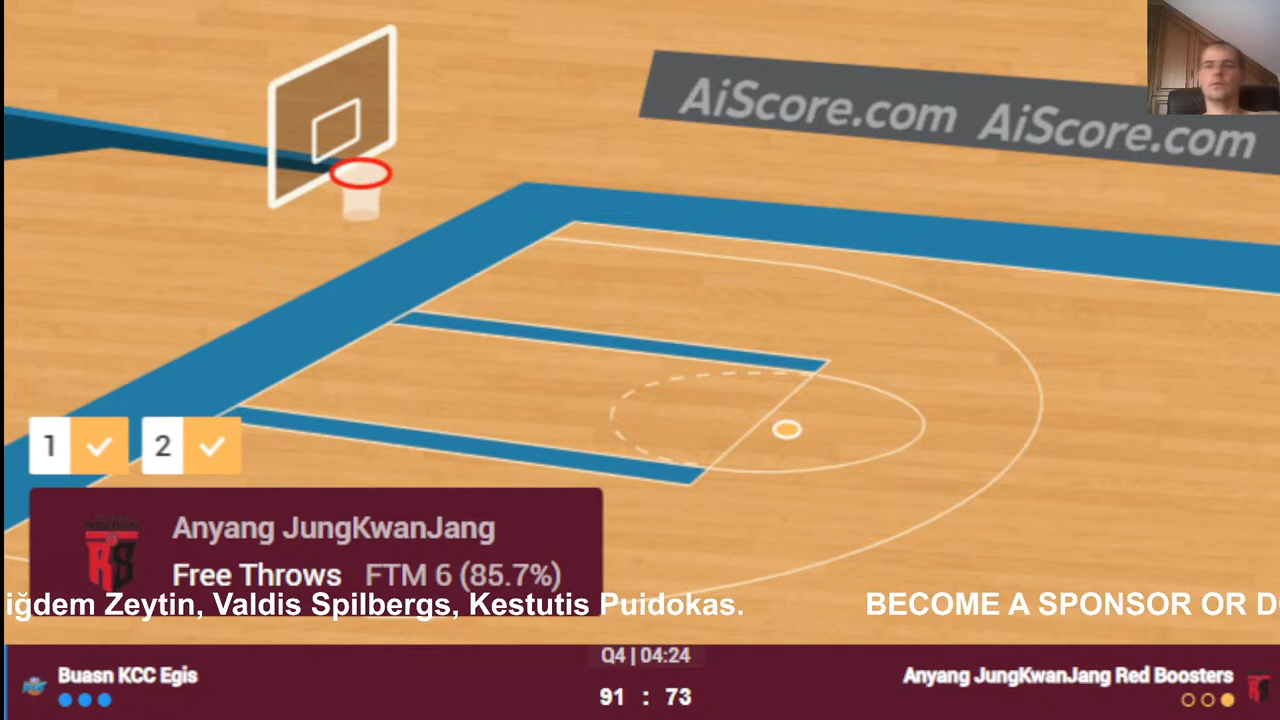 AiScore.com AiScore.com
1 2
Anyang JungKwanJang
Free Throws FTM 6 (85.7%)
iğdem Zeytin, Valdis Spilbergs, Kestutis Puidokas. BECOME A SPONSOR OR D
Q4 | 04:24
Buasn KCC Egis
91 : 73
Anyang JungKwanJang Red Boosters